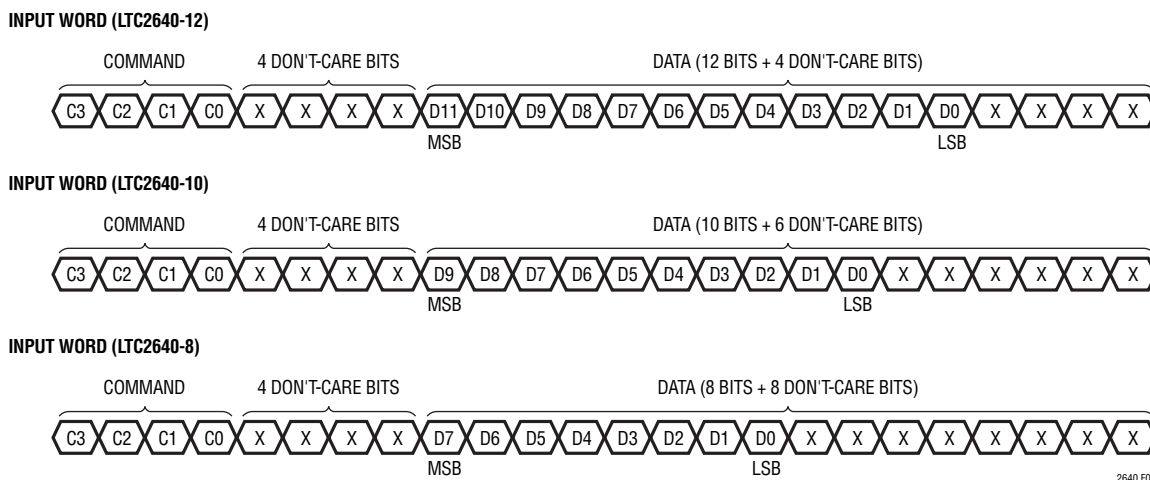 INPUT WORD (LTC2640-12)
COMMAND 4 DON'T-CARE BITS DATA (12 BITS + 4 DON'T-CARE BITS)
C3 C2 C1 C0 X X X X D11 D10 D9 D8 D7 D6 D5 D4 D3 D2 D1 D0 X X X X
MSB LSB
INPUT WORD (LTC2640-10)
COMMAND 4 DON'T-CARE BITS DATA (10 BITS + 6 DON'T-CARE BITS)
C3 C2 C1 C0 X X X X D9 D8 D7 D6 D5 D4 D3 D2 D1 D0 X X X X X X
MSB LSB
INPUT WORD (LTC2640-8)
COMMAND 4 DON'T-CARE BITS DATA (8 BITS + 8 DON'T-CARE BITS)
C3 C2 C1 C0 X X X X D7 D6 D5 D4 D3 D2 D1 D0 X X X X X X X X
MSB LSB
2640